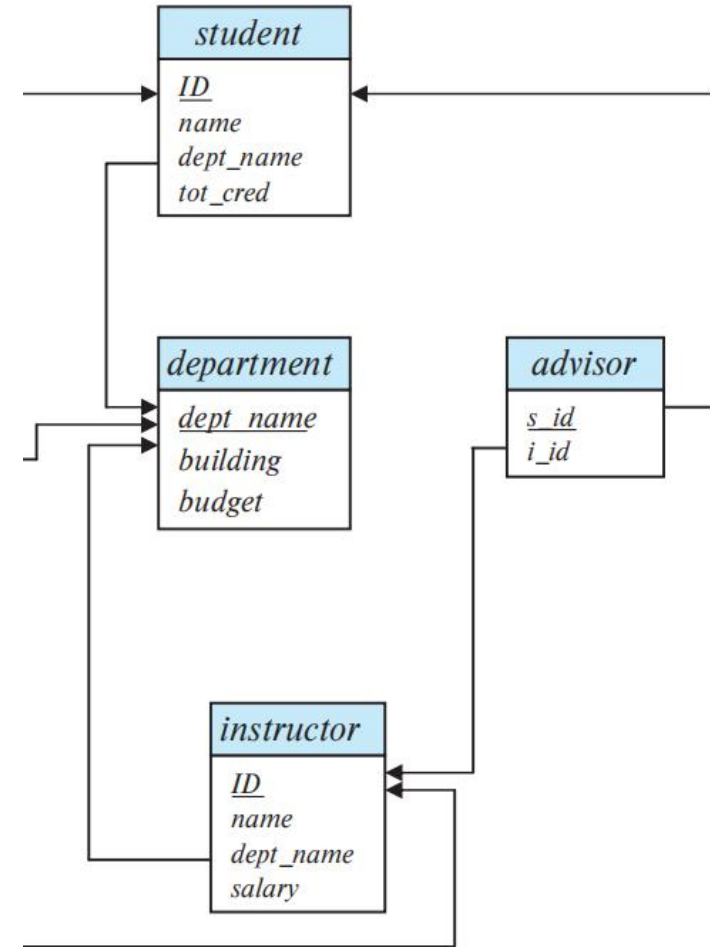 student
ID
name
dept_name
tot_cred
department
dept_name
building
budget
advisor
s_id
i_id
instructor
ID
name
dept_name
salary